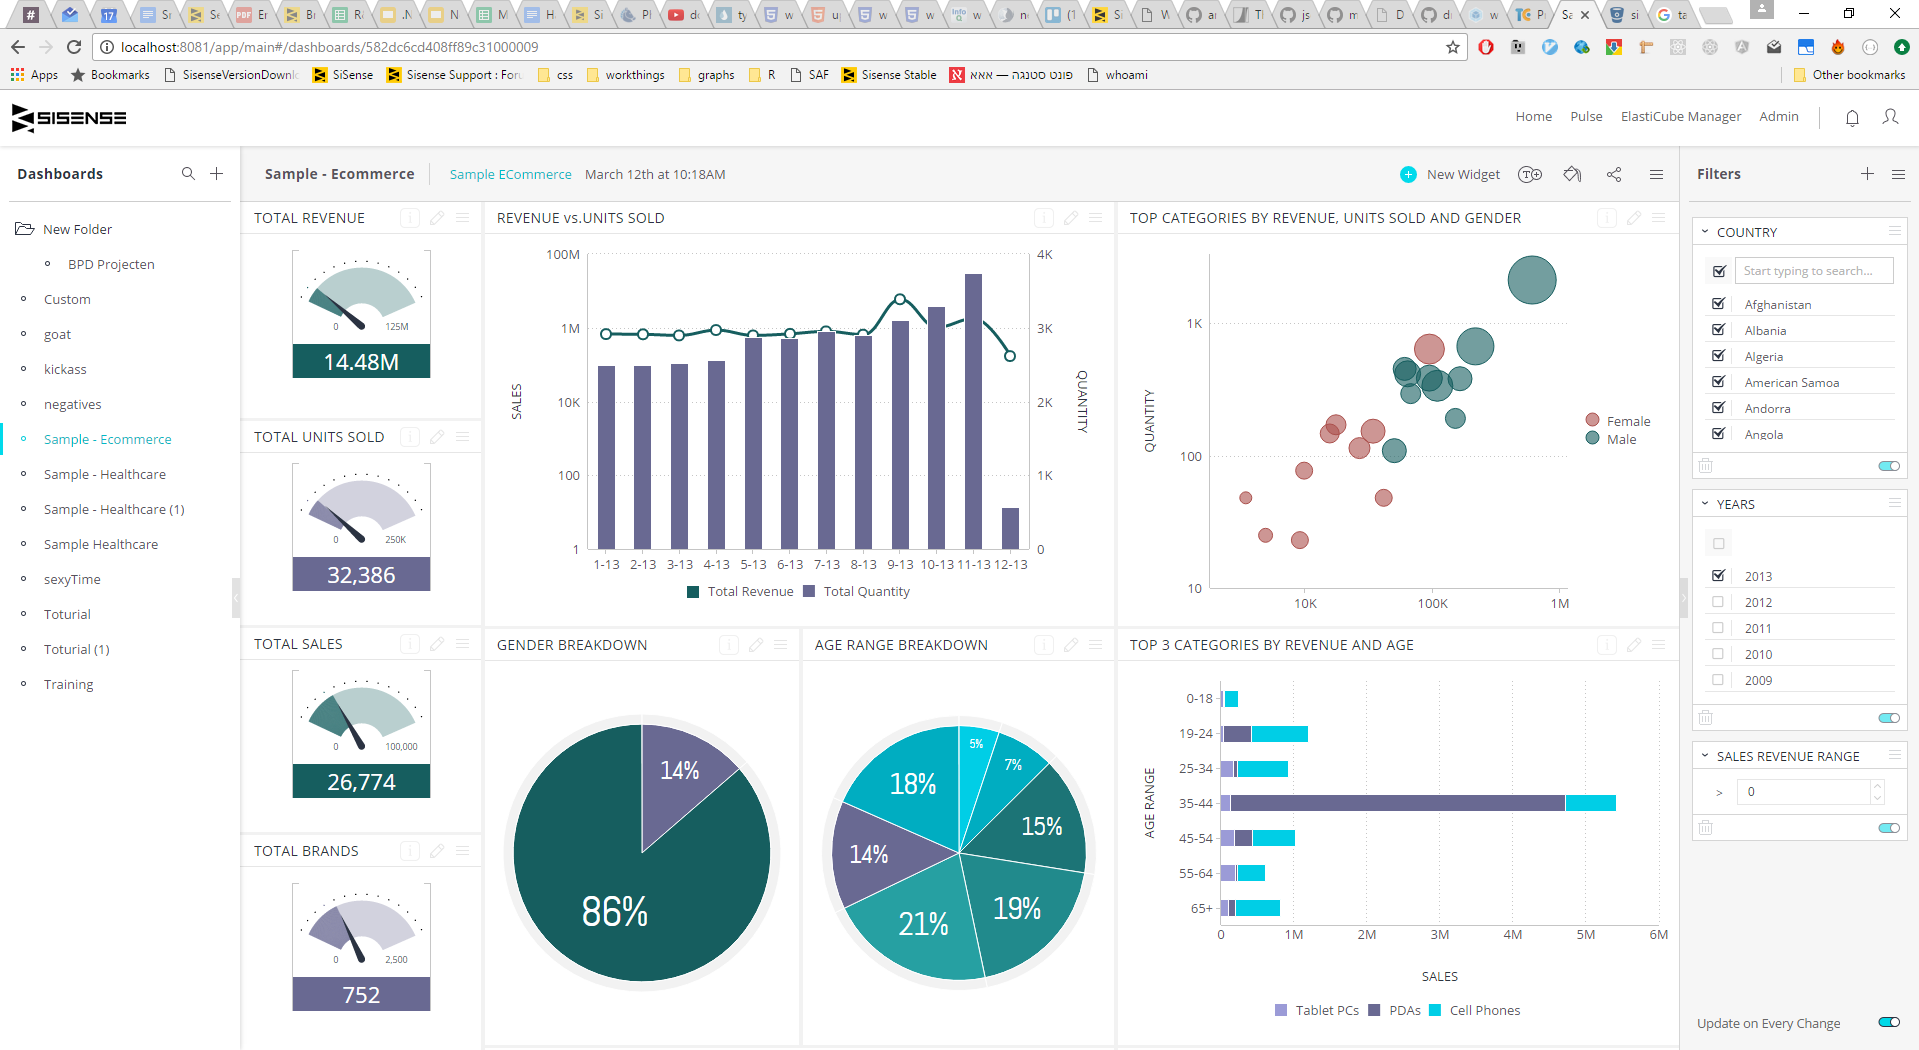 localhost:8081/app/main#/dashboards/582dc6cd408ff89c31000009
Apps Bookmarks SisenseVersionDownl SiSense Sisense Support : Foru css workthings graphs R SAF Sisense Stable פונט סטנגה — אאא whoami Other bookmarks
SISENSE
Home Pulse ElastiCube Manager Admin
Dashboards
New Folder
BPD Projecten
Custom
goat
kickass
negatives
Sample - Ecommerce
Sample - Healthcare
Sample - Healthcare (1)
Sample Healthcare
sexyTime
Toturial
Toturial (1)
Training
Sample - Ecommerce Sample ECommerce March 12th at 10:18AM
New Widget
TOTAL REVENUE
0 125M
14.48M
TOTAL UNITS SOLD
0 250K
32,386
TOTAL SALES
0 100,000
26,774
TOTAL BRANDS
0 2,500
752
REVENUE vs.UNITS SOLD
100M 4K
1M 3K
10K 2K
100 1K
1 0
SALES
QUANTITY
1-13 2-13 3-13 4-13 5-13 6-13 7-13 8-13 9-13 10-13 11-13 12-13
Total Revenue Total Quantity
TOP CATEGORIES BY REVENUE, UNITS SOLD AND GENDER
QUANTITY
1K
100
10
10K 100K 1M
Female
Male
GENDER BREAKDOWN
14%
86%
AGE RANGE BREAKDOWN
5%
7%
15%
19%
21%
14%
18%
TOP 3 CATEGORIES BY REVENUE AND AGE
AGE RANGE
0-18
19-24
25-34
35-44
45-54
55-64
65+
0 1M 2M 3M 4M 5M 6M
SALES
Tablet PCs PDAs Cell Phones
Filters
COUNTRY
Start typing to search...
Afghanistan
Albania
Algeria
American Samoa
Andorra
Angola
YEARS
2013
2012
2011
2010
2009
SALES REVENUE RANGE
> 0
Update on Every Change